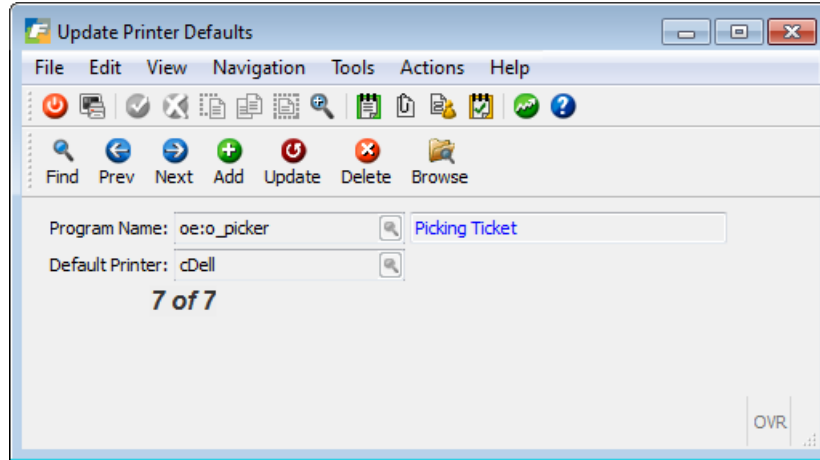 Update Printer Defaults
File Edit View Navigation Tools Actions Help
Find Prev Next Add Update Delete Browse
Program Name: oe:o_picker Picking Ticket
Default Printer: cDell
7 of 7
OVR